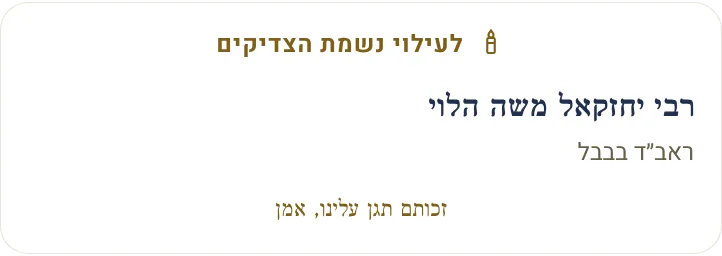 לעילוי נשמת הצדיקים
רבי יחזקאל משה הלוי
ראב״ד בבבל
זכותם תגן עלינו, אמן